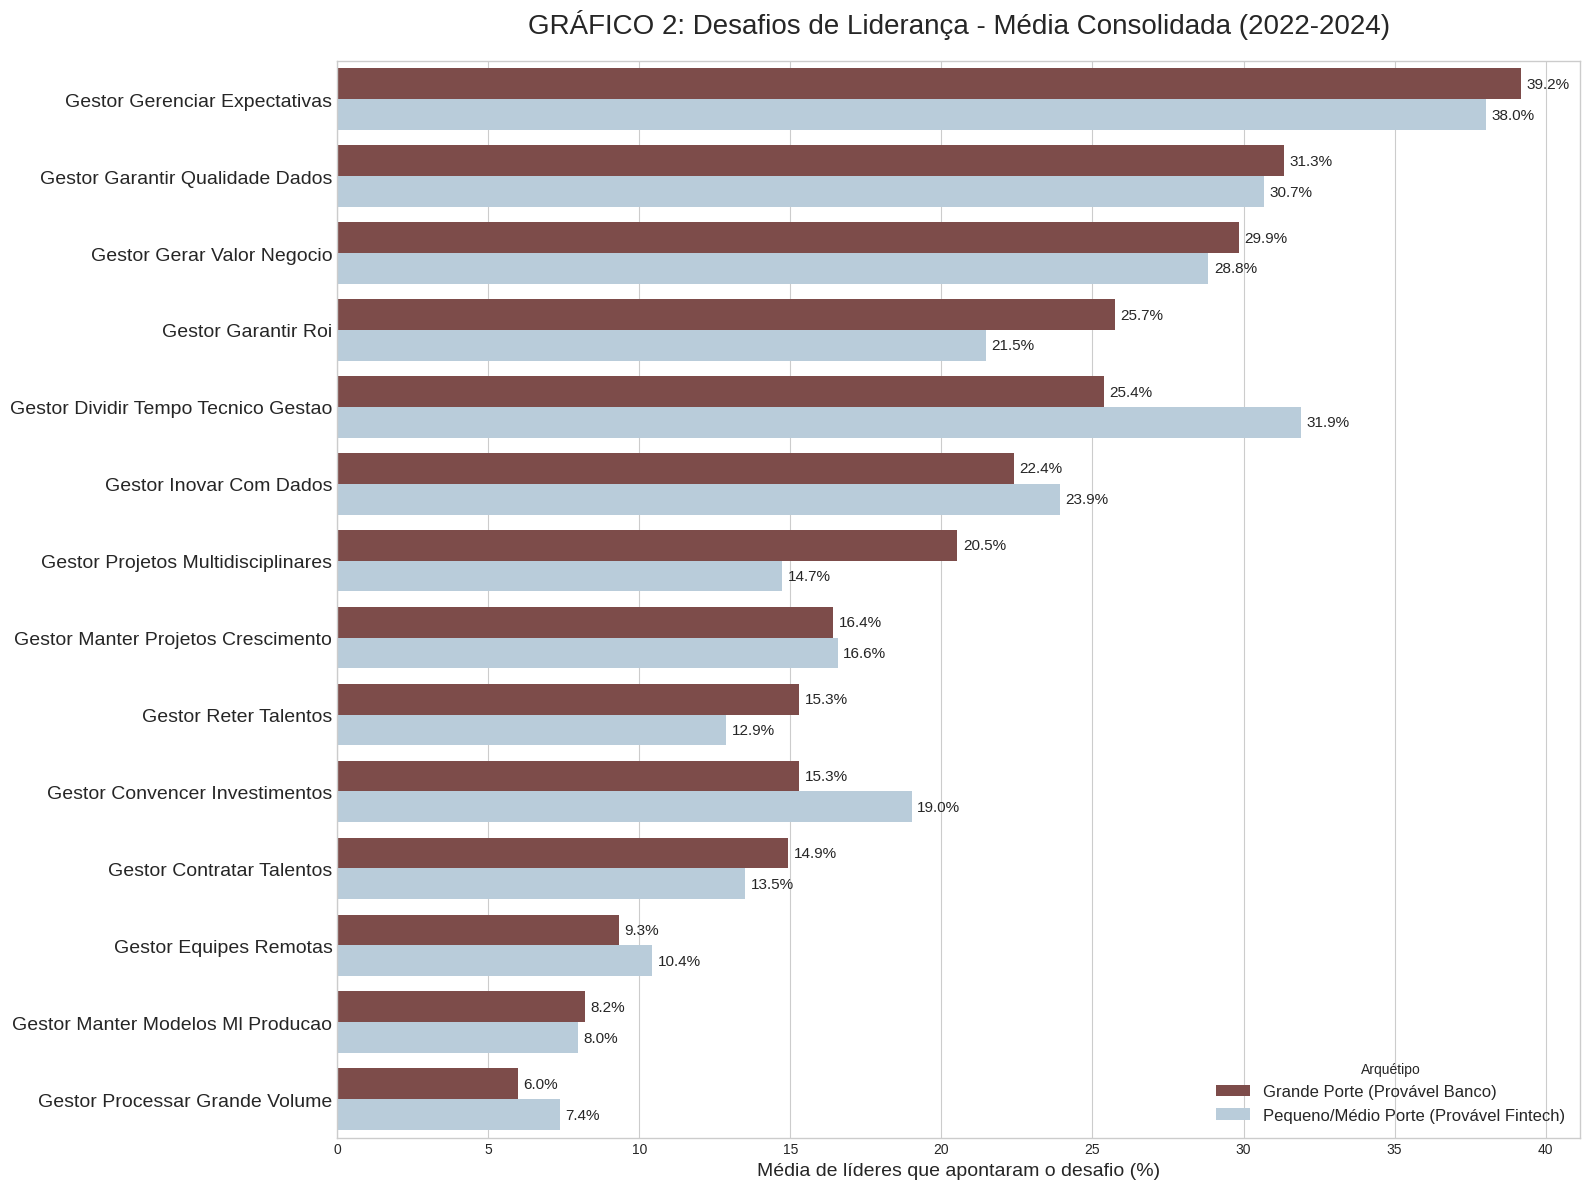 GRÁFICO 2: Desafios de Liderança - Média Consolidada (2022-2024)
Gestor Gerenciar Expectativas
39.2%
38.0%
Gestor Garantir Qualidade Dados
31.3%
30.7%
Gestor Gerar Valor Negocio
29.9%
28.8%
Gestor Garantir Roi
25.7%
21.5%
Gestor Dividir Tempo Tecnico Gestao
25.4%
31.9%
Gestor Inovar Com Dados
22.4%
23.9%
Gestor Projetos Multidisciplinares
20.5%
14.7%
Gestor Manter Projetos Crescimento
16.4%
16.6%
Gestor Reter Talentos
15.3%
12.9%
Gestor Convencer Investimentos
15.3%
19.0%
Gestor Contratar Talentos
14.9%
13.5%
Gestor Equipes Remotas
9.3%
10.4%
Gestor Manter Modelos Ml Producao
8.2%
8.0%
Gestor Processar Grande Volume
6.0%
7.4%
Arquétipo
Grande Porte (Provável Banco)
Pequeno/Médio Porte (Provável Fintech)
0 5 10 15 20 25 30 35 40
Média de líderes que apontaram o desafio (%)